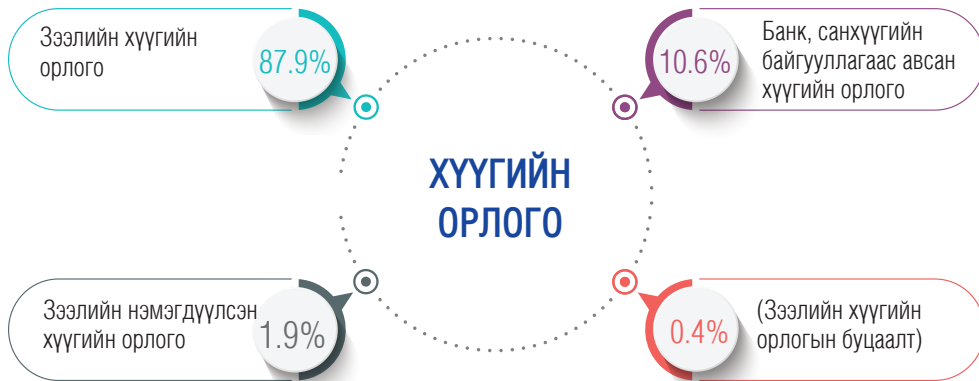 Зээлийн хүүгийн
орлого
87.9%
10.6%
Банк, санхүүгийн
байгууллагаас авсан
хүүгийн орлого
ХҮҮГИЙН
ОРЛОГО
Зээлийн нэмэгдүүлсэн
хүүгийн орлого
1.9%
0.4%
(Зээлийн хүүгийн
орлогын буцаалт)